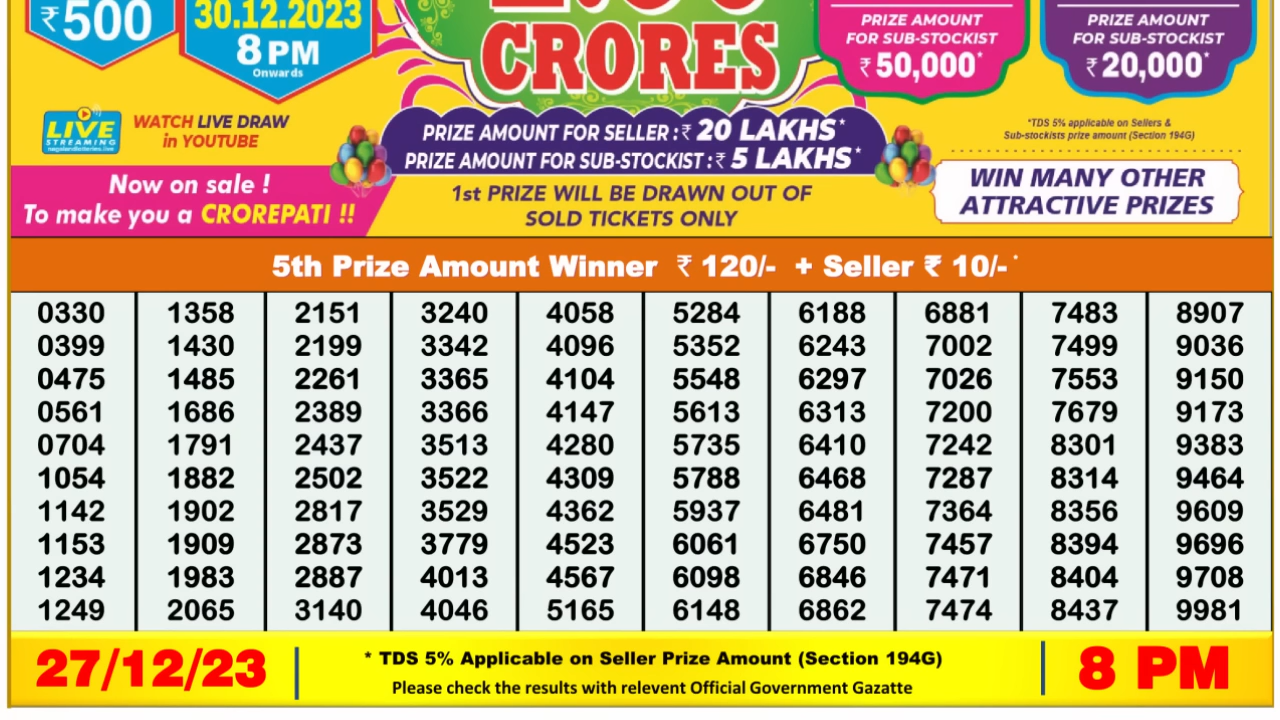 ₹500
30.12.2023
8 PM
Onwards
CRORES
PRIZE AMOUNT
FOR SUB-STOCKIST
₹ 50,000*
PRIZE AMOUNT
FOR SUB-STOCKIST
₹ 20,000*
LIVE
STREAMING
nagalandlotteries.live
WATCH LIVE DRAW
in YOUTUBE
PRIZE AMOUNT FOR SELLER : ₹ 20 LAKHS*
PRIZE AMOUNT FOR SUB-STOCKIST : ₹ 5 LAKHS*
*TDS 5% applicable on Sellers &
Sub-stockists prize amount (Section 194G)
Now on sale !
To make you a CROREPATI !!
1st PRIZE WILL BE DRAWN OUT OF
SOLD TICKETS ONLY
WIN MANY OTHER
ATTRACTIVE PRIZES
5th Prize Amount Winner ₹ 120/- + Seller ₹ 10/-*
0330 1358 2151 3240 4058 5284 6188 6881 7483 8907
0399 1430 2199 3342 4096 5352 6243 7002 7499 9036
0475 1485 2261 3365 4104 5548 6297 7026 7553 9150
0561 1686 2389 3366 4147 5613 6313 7200 7679 9173
0704 1791 2437 3513 4280 5735 6410 7242 8301 9383
1054 1882 2502 3522 4309 5788 6468 7287 8314 9464
1142 1902 2817 3529 4362 5937 6481 7364 8356 9609
1153 1909 2873 3779 4523 6061 6750 7457 8394 9696
1234 1983 2887 4013 4567 6098 6846 7471 8404 9708
1249 2065 3140 4046 5165 6148 6862 7474 8437 9981
27/12/23
* TDS 5% Applicable on Seller Prize Amount (Section 194G)
Please check the results with relevent Official Government Gazatte
8 PM